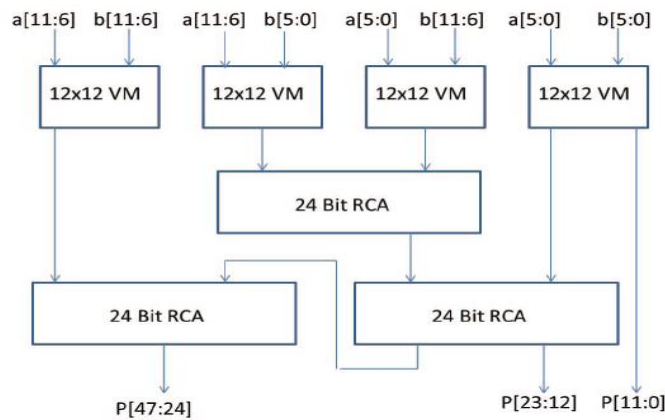 a[11:6] b[11:6] a[11:6] b[5:0] a[5:0] b[11:6] a[5:0] b[5:0]
12x12 VM 12x12 VM 12x12 VM 12x12 VM
24 Bit RCA
24 Bit RCA 24 Bit RCA
P[47:24] P[23:12] P[11:0]